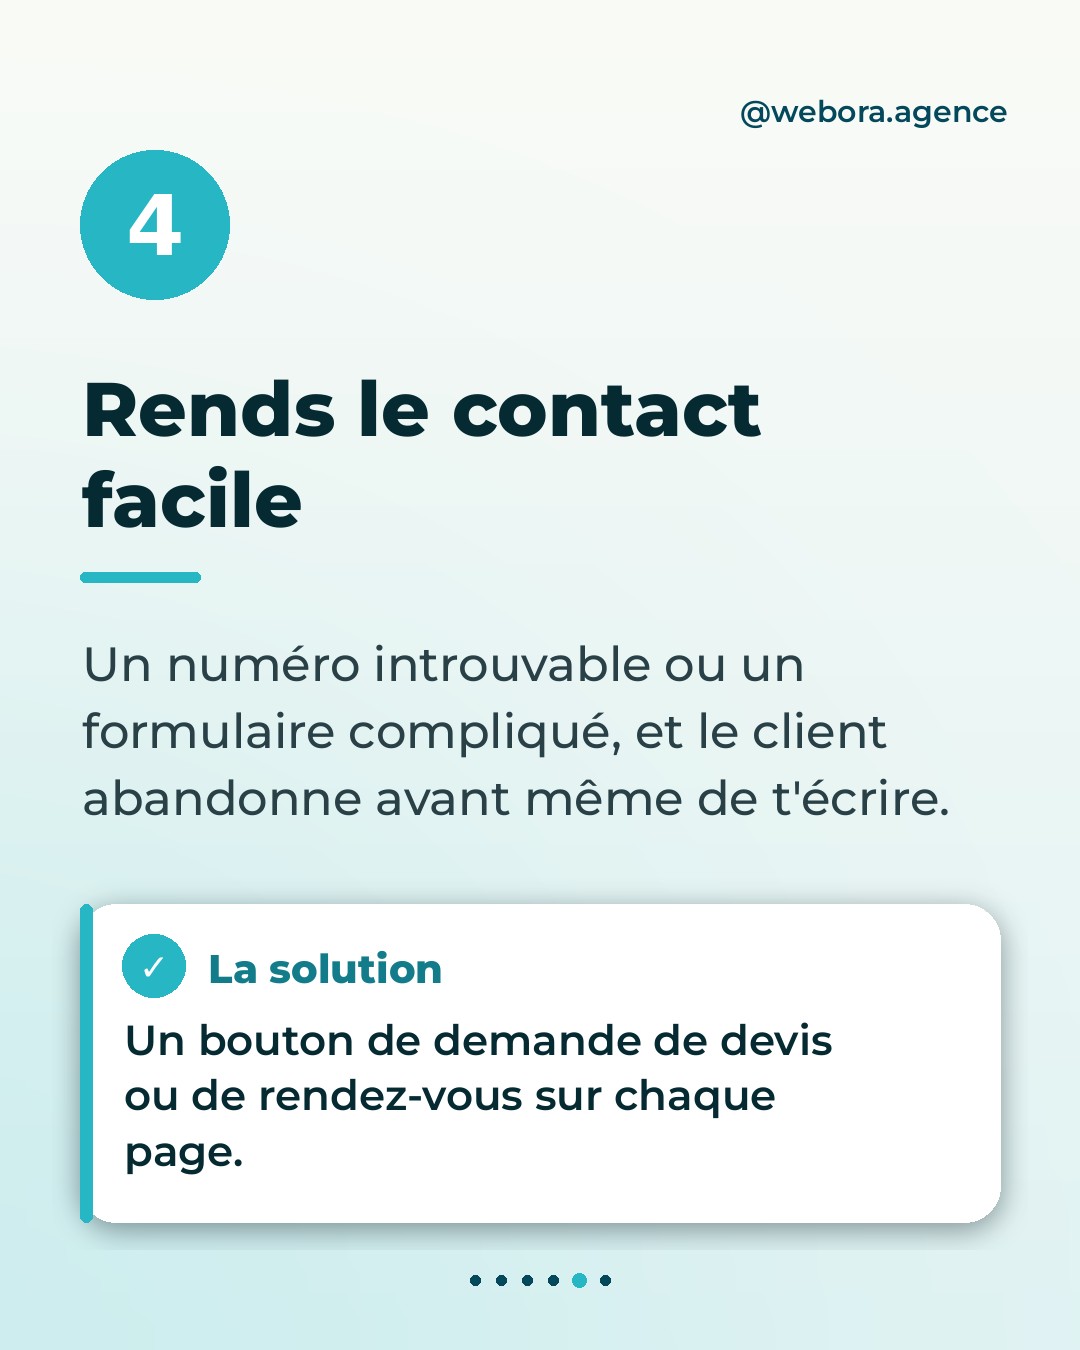 @webora.agence
4
Rends le contact
facile
Un numéro introuvable ou un
formulaire compliqué, et le client
abandonne avant même de t'écrire.
✓ La solution
Un bouton de demande de devis
ou de rendez-vous sur chaque
page.